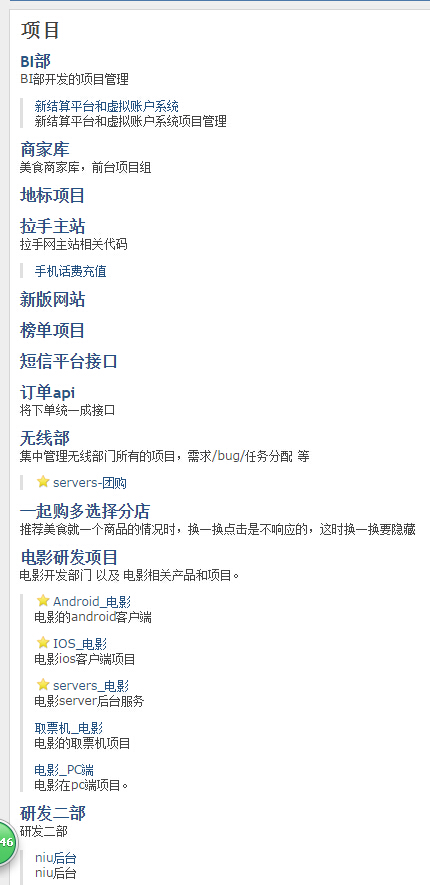 项目
BI部
BI部开发的项目管理
新结算平台和虚拟账户系统
新结算平台和虚拟账户系统项目管理
商家库
美食商家库，前台项目组
地标项目
拉手主站
拉手网主站相关代码
手机话费充值
新版网站
榜单项目
短信平台接口
订单api
将下单统一成接口
无线部
集中管理无线部门所有的项目，需求/bug/任务分配 等
servers-团购
一起购多选择分店
推荐美食就一个商品的情况时，换一换点击是不响应的，这时换一换要隐藏
电影研发项目
电影开发部门 以及 电影相关产品和项目。
Android_电影
电影的android客户端
IOS_电影
电影ios客户端项目
servers_电影
电影server后台服务
取票机_电影
电影的取票机项目
电影_PC端
电影在pc端项目。
研发二部
研发二部
46
niu后台
niu后台